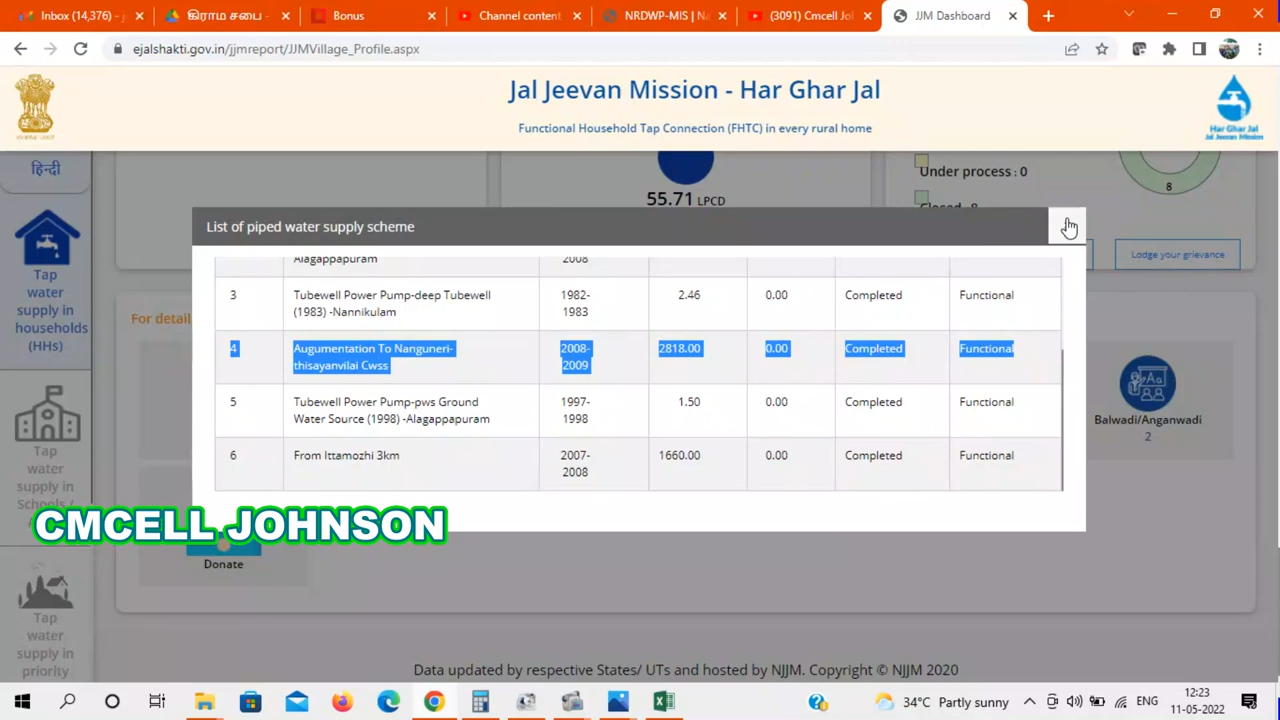 Inbox (14,376) - j
கிராம சபை -
Bonus
Channel content
NRDWP-MIS | Na
(3091) Cmcell Jol
JJM Dashboard
ejalshakti.gov.in/jjmreport/JJMVillage_Profile.aspx
Jal Jeevan Mission - Har Ghar Jal
Functional Household Tap Connection (FHTC) in every rural home
Har Ghar Jal
Jal Jeevan Mission
हिन्दी
Tap
water
supply in
households
(HHs)
Tap
water
supply in
Schools /
Tap
water
supply in
priority
55.71 LPCD
Under process : 0
Closed - 8
8
Lodge your grievance
For detail
List of piped water supply scheme
Alagappapuram 2008
3 Tubewell Power Pump-deep Tubewell 1982- 2.46 0.00 Completed Functional
(1983) -Nannikulam 1983
4 Augumentation To Nanguneri- 2008- 2818.00 0.00 Completed Functional
thisayanvilai Cwss 2009
5 Tubewell Power Pump-pws Ground 1997- 1.50 0.00 Completed Functional
Water Source (1998) -Alagappapuram 1998
6 From Ittamozhi 3km 2007- 1660.00 0.00 Completed Functional
2008
Balwadi/Anganwadi
2
CMCELL JOHNSON
Donate
Data updated by respective States/ UTs and hosted by NJJM. Copyright © NJJM 2020
34°C Partly sunny
ENG
12:23
11-05-2022